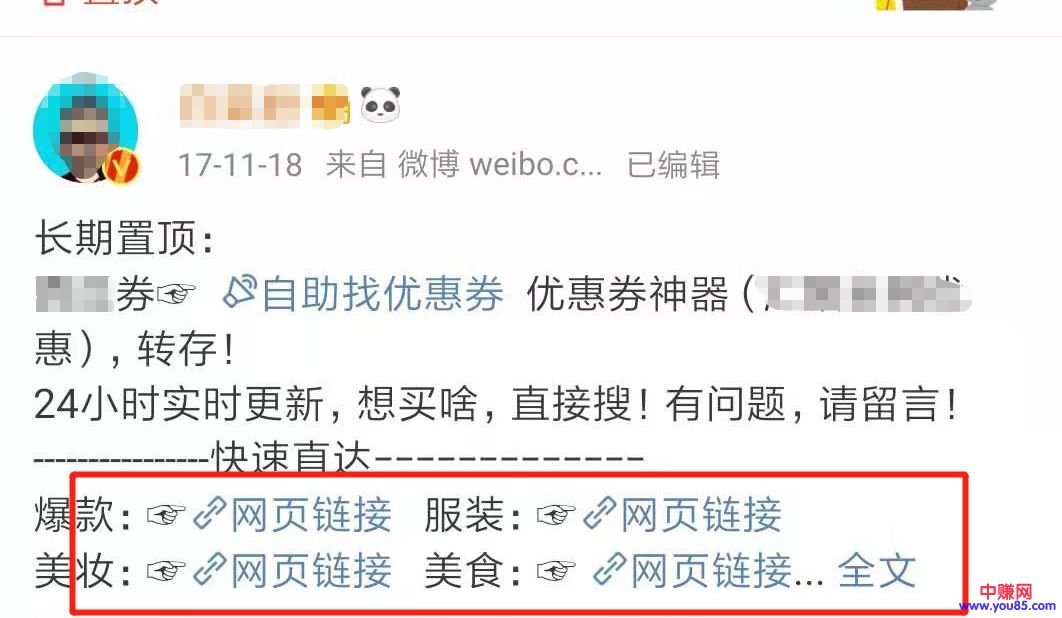 17-11-18 来自 微博 weibo.c... 已编辑
长期置顶：
券☞ 自助找优惠券 优惠券神器（
惠），转存！
24小时实时更新，想买啥，直接搜！有问题，请留言！
----------------快速直达-------------
爆款：☞网页链接 服装：☞网页链接
美妆：☞网页链接 美食：☞网页链接... 全文
中赚网
www.you85.com